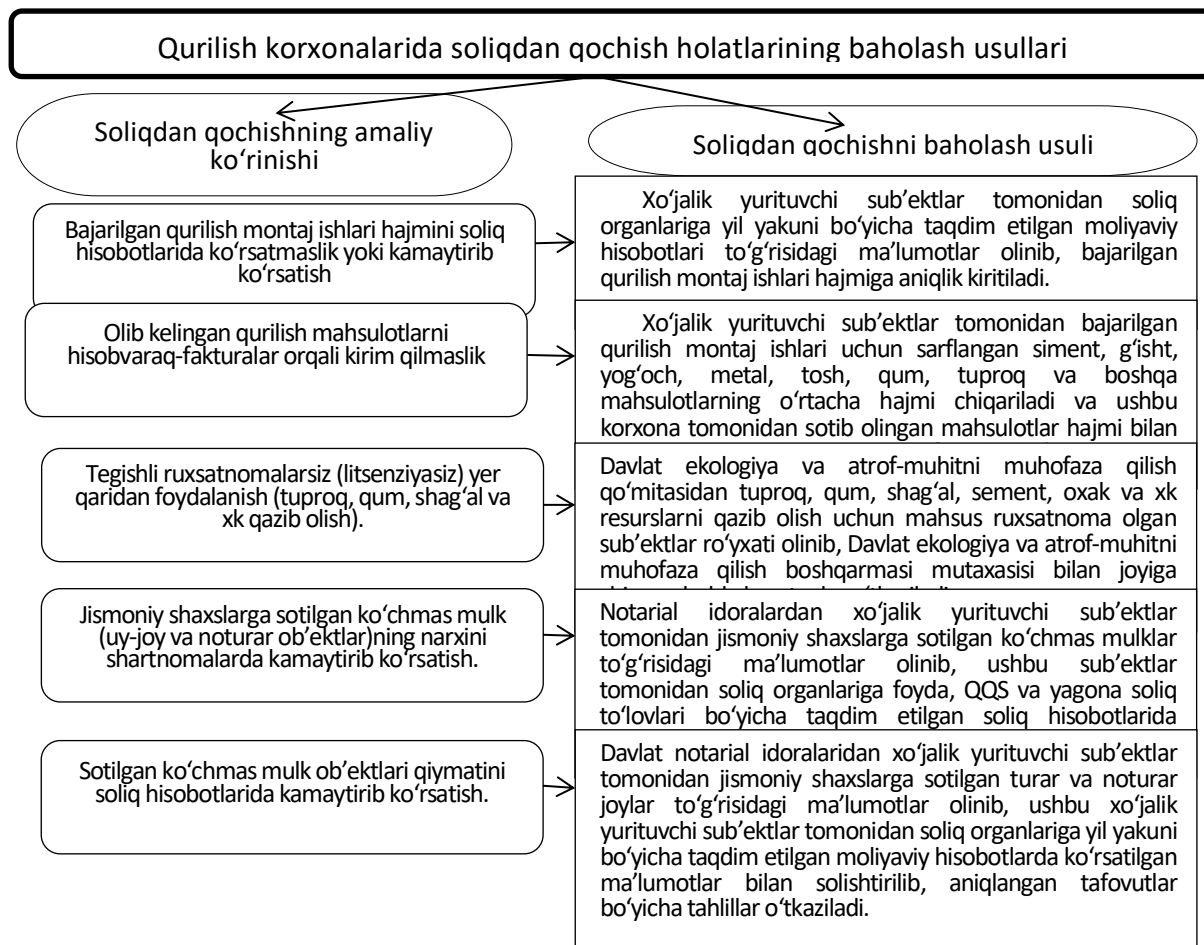 Qurilish korxonalarida soliqdan qochish holatlarining baholash usullari
Soliqdan qochishning amaliy
ko‘rinishi
Soliqdan qochishni baholash usuli
Bajarilgan qurilish montaj ishlari hajmini soliq
hisobotlarida ko‘rsatmaslik yoki kamaytirib
ko‘rsatish
Xo‘jalik yurituvchi sub’ektlar tomonidan soliq
organlariga yil yakuni bo‘yicha taqdim etilgan moliyaviy
hisobotlari to‘g‘risidagi ma’lumotlar olinib, bajarilgan
qurilish montaj ishlari hajmiga aniqlik kiritiladi.
Olib kelingan qurilish mahsulotlarni
hisobvaraq-fakturalar orqali kirim qilmaslik
Xo‘jalik yurituvchi sub’ektlar tomonidan bajarilgan
qurilish montaj ishlari uchun sarflangan siment, g‘isht,
yog‘och, metal, tosh, qum, tuproq va boshqa
mahsulotlarning o‘rtacha hajmi chiqariladi va ushbu
korxona tomonidan sotib olingan mahsulotlar hajmi bilan
Tegishli ruxsatnomalarsiz (litsenziyasiz) yer
qaridan foydalanish (tuproq, qum, shag‘al va
xk qazib olish).
Davlat ekologiya va atrof-muhitni muhofaza qilish
qo‘mitasidan tuproq, qum, shag‘al, sement, oxak va xk
resurslarni qazib olish uchun mahsus ruxsatnoma olgan
sub’ektlar ro‘yxati olinib, Davlat ekologiya va atrof-muhitni
muhofaza qilish boshqarmasi mutaxasisi bilan joyiga
Jismoniy shaxslarga sotilgan ko‘chmas mulk
(uy-joy va noturar ob’ektlar)ning narxini
shartnomalarda kamaytirib ko‘rsatish.
Notarial idoralardan xo‘jalik yurituvchi sub’ektlar
tomonidan jismoniy shaxslarga sotilgan ko‘chmas mulklar
to‘g‘risidagi ma’lumotlar olinib, ushbu sub’ektlar
tomonidan soliq organlariga foyda, QQS va yagona soliq
to‘lovlari bo‘yicha taqdim etilgan soliq hisobotlarida
Sotilgan ko‘chmas mulk ob’ektlari qiymatini
soliq hisobotlarida kamaytirib ko‘rsatish.
Davlat notarial idoralaridan xo‘jalik yurituvchi sub’ektlar
tomonidan jismoniy shaxslarga sotilgan turar va noturar
joylar to‘g‘risidagi ma’lumotlar olinib, ushbu xo‘jalik
yurituvchi sub’ektlar tomonidan soliq organlariga yil yakuni
bo‘yicha taqdim etilgan moliyaviy hisobotlarda ko‘rsatilgan
ma’lumotlar bilan solishtirilib, aniqlangan tafovutlar
bo‘yicha tahlillar o‘tkaziladi.